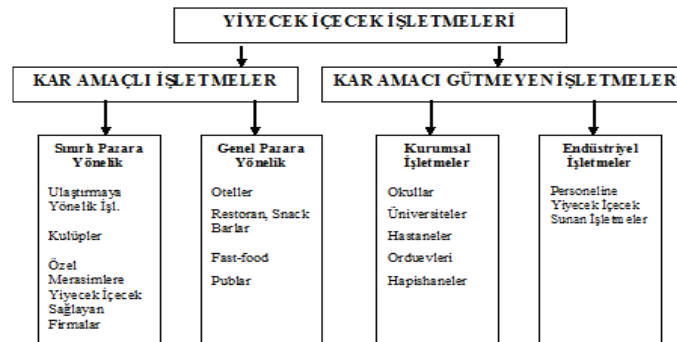 YİYECEK İÇECEK İŞLETMELERİ
KAR AMAÇLI İŞLETMELER
KAR AMACI GÜTMEYEN İŞLETMELER
Sınırlı Pazara
Yönelik
Ulaştırmaya
Yönelik İşl.
Kulüpler
Özel
Merasimlere
Yiyecek İçecek
Sağlayan
Firmalar
Genel Pazara
Yönelik
Oteller
Restoran, Snack
Barlar
Fast-food
Publar
Kurumsal
İşletmeler
Okullar
Üniversiteler
Hastaneler
Orduevleri
Hapishaneler
Endüstriyel
İşletmeler
Personeline
Yiyecek İçecek
Sunan İşletmeler